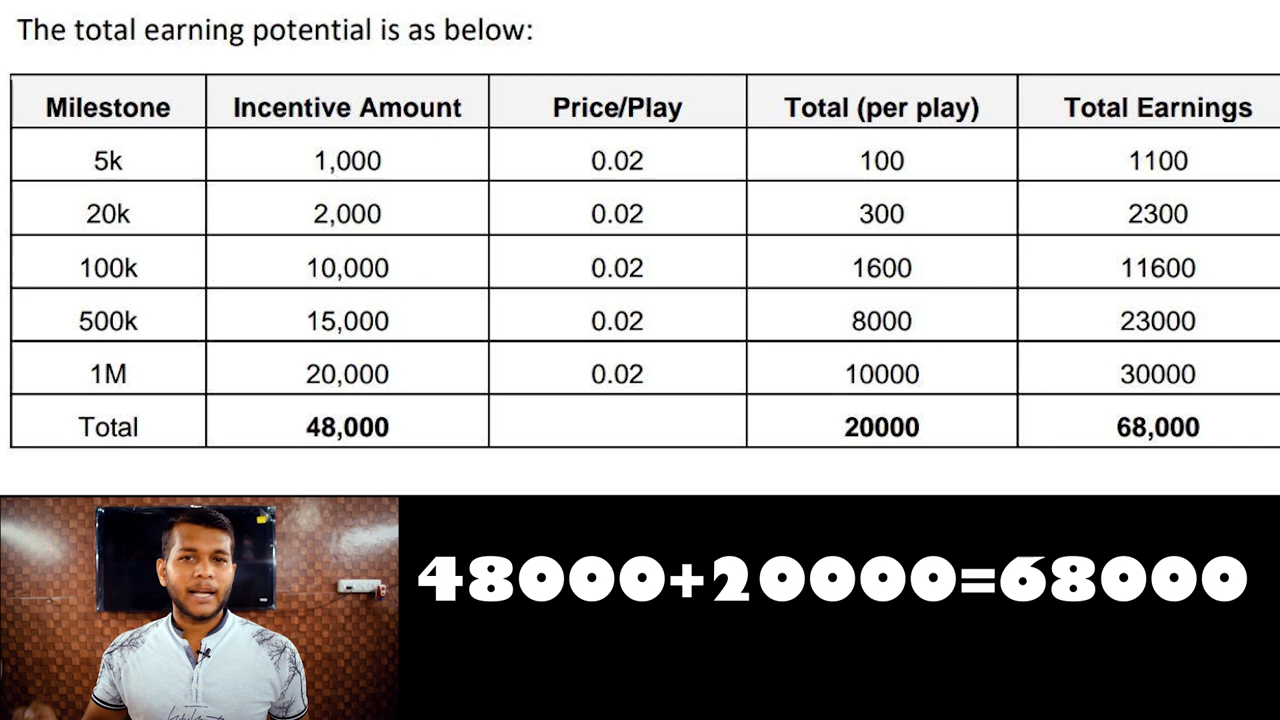 The total earning potential is as below:
Milestone Incentive Amount Price/Play Total (per play) Total Earnings
5k 1,000 0.02 100 1100
20k 2,000 0.02 300 2300
100k 10,000 0.02 1600 11600
500k 15,000 0.02 8000 23000
1M 20,000 0.02 10000 30000
Total 48,000 20000 68,000
48000+20000=68000